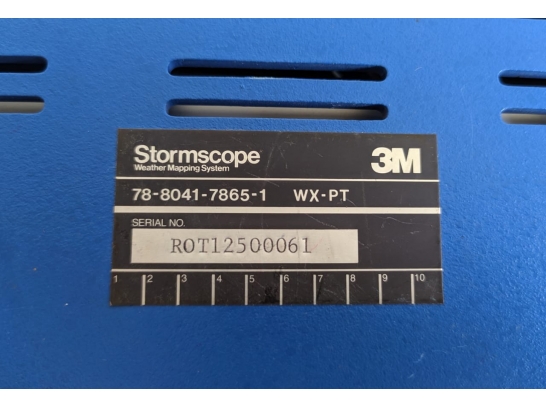 Stormscope
3M
Weather Mapping System
78-8041-7865-1 WX-PT
SERIAL NO.
ROT12500061
1 2 3 4 5 6 7 8 9 10